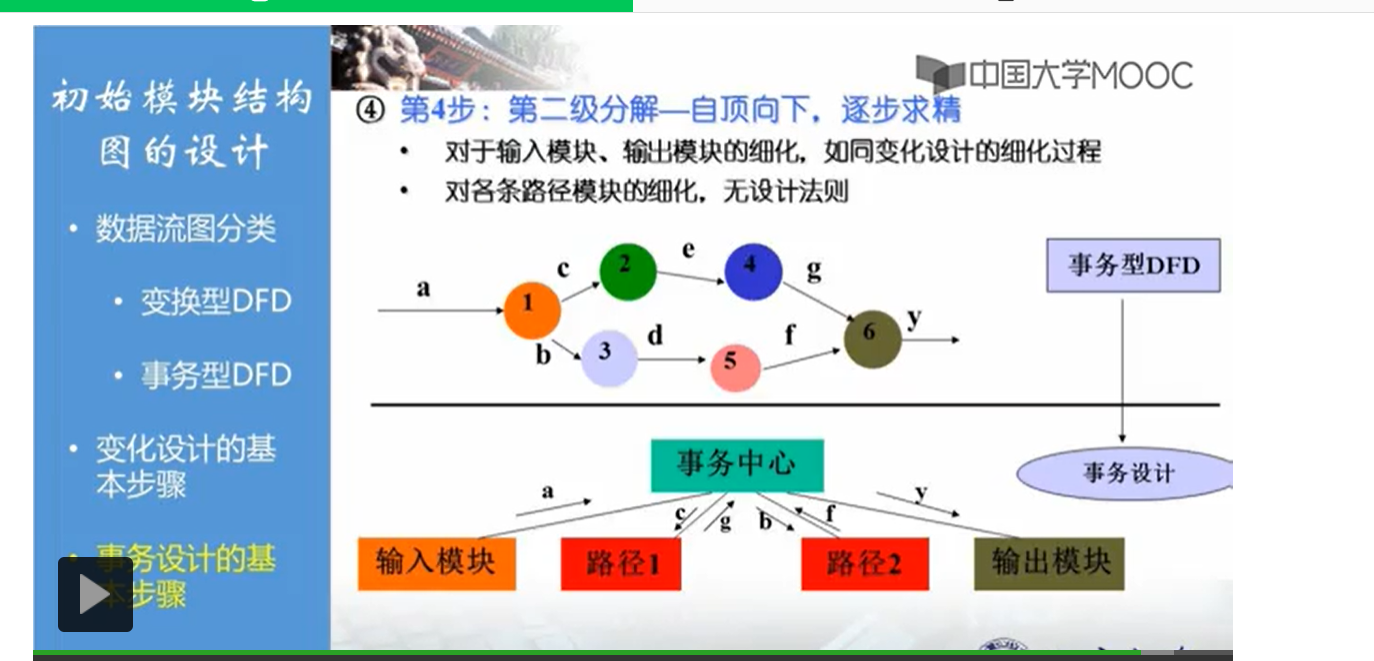 初始模块结构
图的设计
• 数据流图分类
• 变换型DFD
• 事务型DFD
• 变化设计的基
本步骤
• 事务设计的基
本步骤
中国大学MOOC
④ 第4步：第二级分解—自顶向下，逐步求精
• 对于输入模块、输出模块的细化，如同变化设计的细化过程
• 对各条路径模块的细化，无设计法则
a
1
c
2
e
4
g
b
3
d
5
f
6
y
事务型DFD
事务设计
事务中心
a
c
g
b
f
y
输入模块
路径1
路径2
输出模块